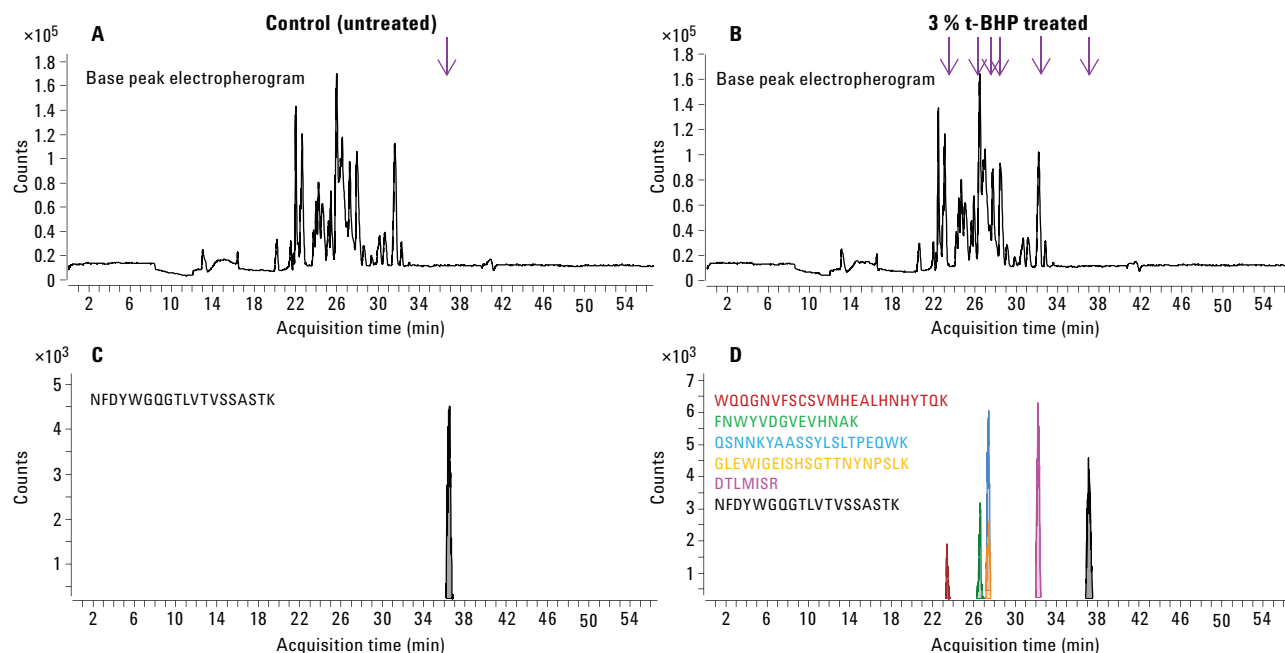 Control (untreated)
×10⁵
A
Base peak electropherogram
Counts
1.8
1.6
1.4
1.2
1
0.8
0.6
0.4
0.2
0
2 6 10 14 18 22 26 30 34 38 42 46 50 54
Acquisition time (min)
3 % t-BHP treated
×10⁵
B
Base peak electropherogram
Counts
1.8
1.6
1.4
1.2
1
0.8
0.6
0.4
0.2
0
2 6 10 14 18 22 26 30 34 38 42 46 50 54
Acquisition time (min)
×10³
C
NFDYWGQGTLVTVSSASTK
Counts
5
4
3
2
1
2 6 10 14 18 22 26 30 34 38 42 46 50 54
Acquisition time (min)
×10³
D
WQQGNVFSCSVMHEALHNHYTQK
FNWYVDGVEVHNAK
QSNNKYAASSYLSLTPEQWK
GLEWIGEISHSGTTNYNPSLK
DTLMISR
NFDYWGQGTLVTVSSASTK
Counts
7
6
5
4
3
2
1
2 6 10 14 18 22 26 30 34 38 42 46 50 54
Acquisition time (min)